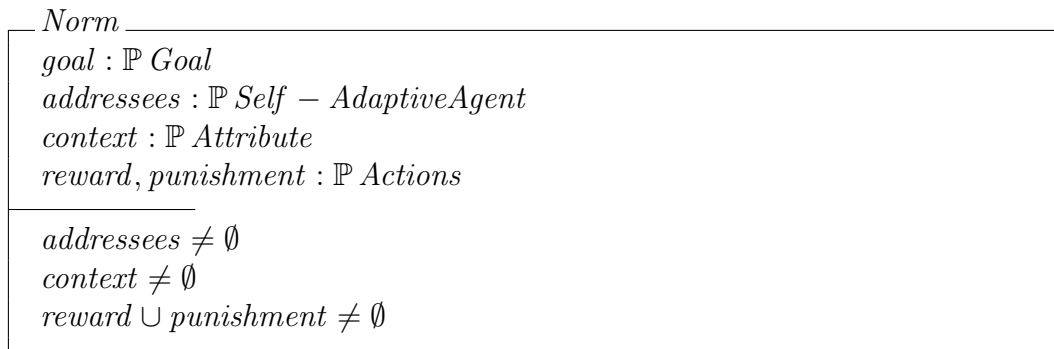 Norm
goal : ℙ Goal
addressees : ℙ Self − AdaptiveAgent
context : ℙ Attribute
reward, punishment : ℙ Actions
addressees ≠ ∅
context ≠ ∅
reward ∪ punishment ≠ ∅